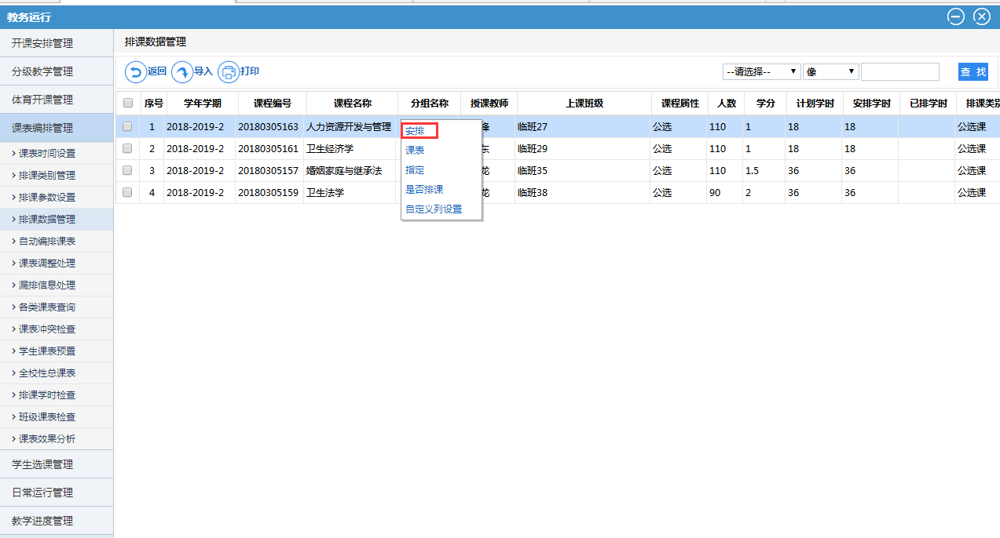 教务运行
开课安排管理
分级教学管理
体育开课管理
课表编排管理
课表时间设置
排课类别管理
排课参数设置
排课数据管理
自动编排课表
课表调整处理
漏排信息处理
各类课表查询
课表冲突检查
学生课表预置
全校性总课表
排课学时检查
班级课表检查
课表效果分析
学生选课管理
日常运行管理
教学进度管理
排课数据管理
返回 导入 打印 --请选择-- 像 查 找
序号 学年学期 课程编号 课程名称 分组名称 授课教师 上课班级 课程属性 人数 学分 计划学时 安排学时 已排学时 排课类别
1 2018-2019-2 20180305163 人力资源开发与管理 临班27 公选 110 1 18 18 公选课
2 2018-2019-2 20180305161 卫生经济学 临班29 公选 110 1 18 18 公选课
3 2018-2019-2 20180305157 婚姻家庭与继承法 临班35 公选 110 1.5 36 36 公选课
4 2018-2019-2 20180305159 卫生法学 临班38 公选 90 2 36 36 公选课
安排
课表
指定
是否排课
自定义列设置